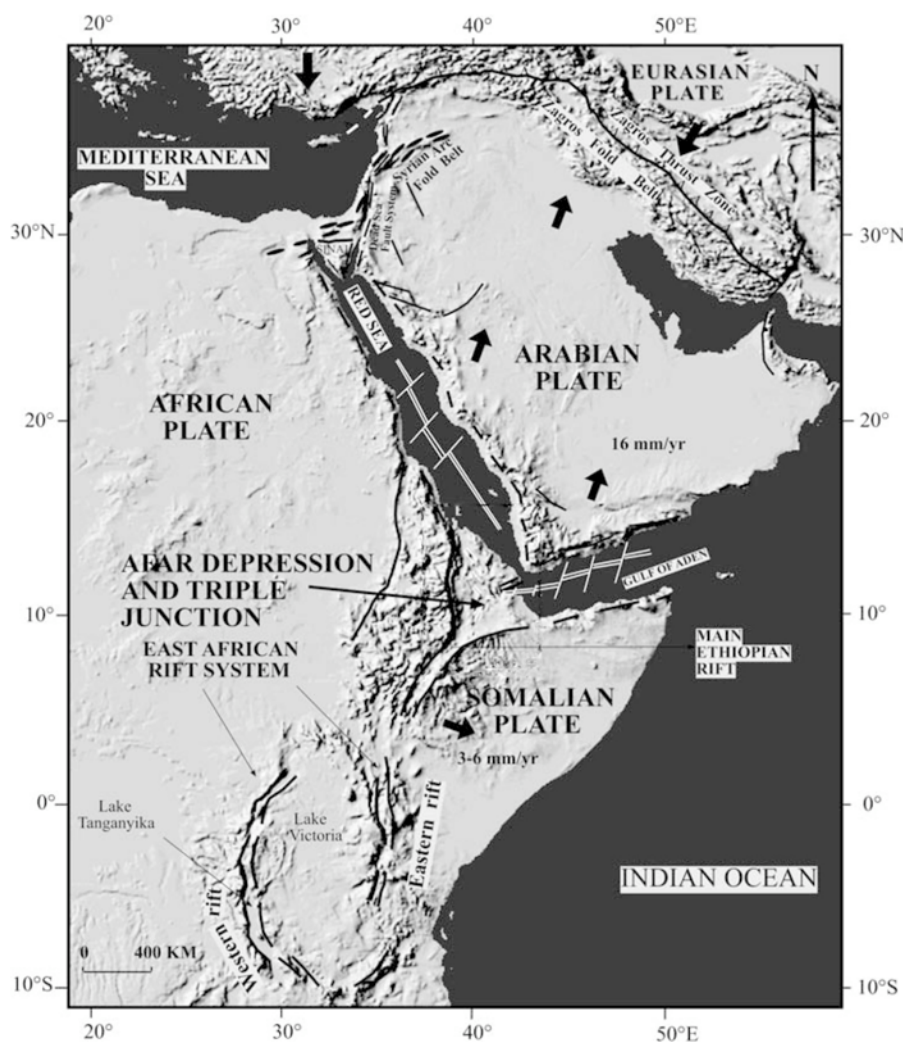 20°
30°
40°
50°
EURASIAN
PLATE
N
MEDITERRANEAN
SEA
Zagros Thrust Zone
Zagros Fold
Belt
Syrian Arc
Fold Belt
Dead Sea
Fault System
SINAI
30°N
30°N
RED SEA
ARABIAN
PLATE
AFRICAN
PLATE
20°
20°
16 mm/yr
AFAR DEPRESSION
AND TRIPLE
JUNCTION
GULF OF ADEN
10°
10°
EAST AFRICAN
RIFT SYSTEM
MAIN
ETHIOPIAN
RIFT
SOMALIAN
PLATE
3-6 mm/yr
0°
0°
Lake
Tanganyika
Lake
Victoria
Eastern rift
Western rift
INDIAN OCEAN
0 400 KM
10°S
10°S
20°
30°
40°
50°E